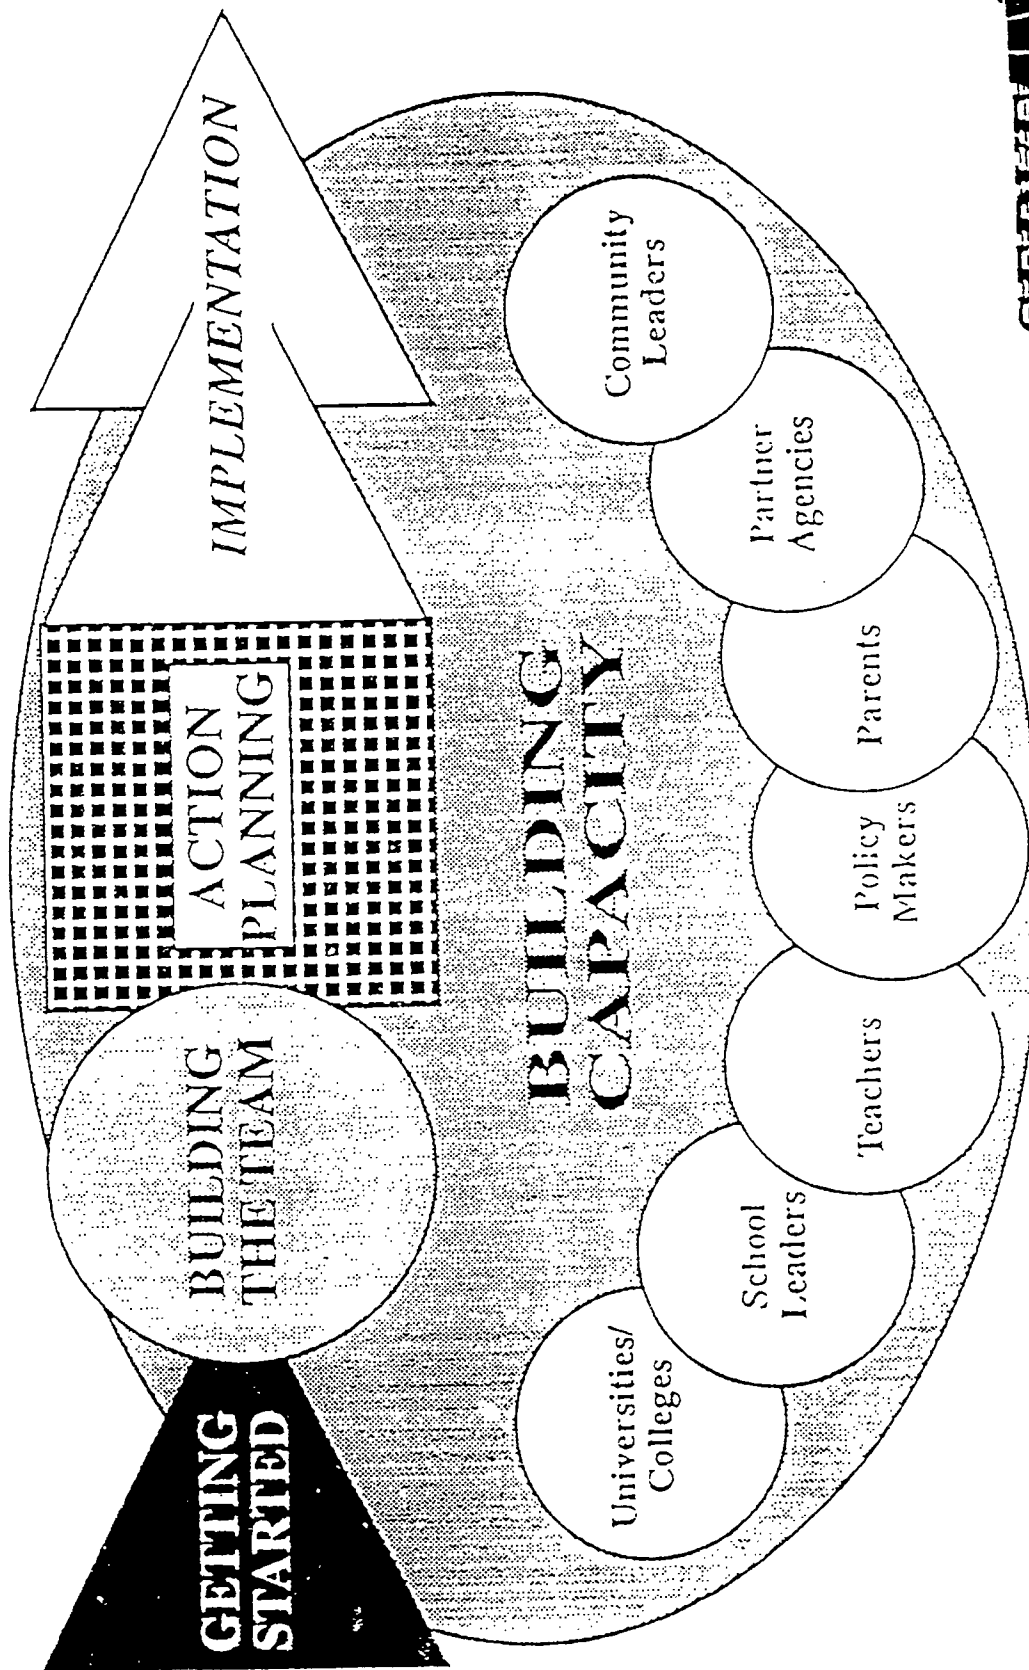 GETTING
STARTED
BUILDING
THE TEAM
ACTION
PLANNING
IMPLEMENTATION
BUILDING
CAPACITY
Universities/
Colleges
School
Leaders
Teachers
Policy
Makers
Parents
Partner
Agencies
Community
Leaders